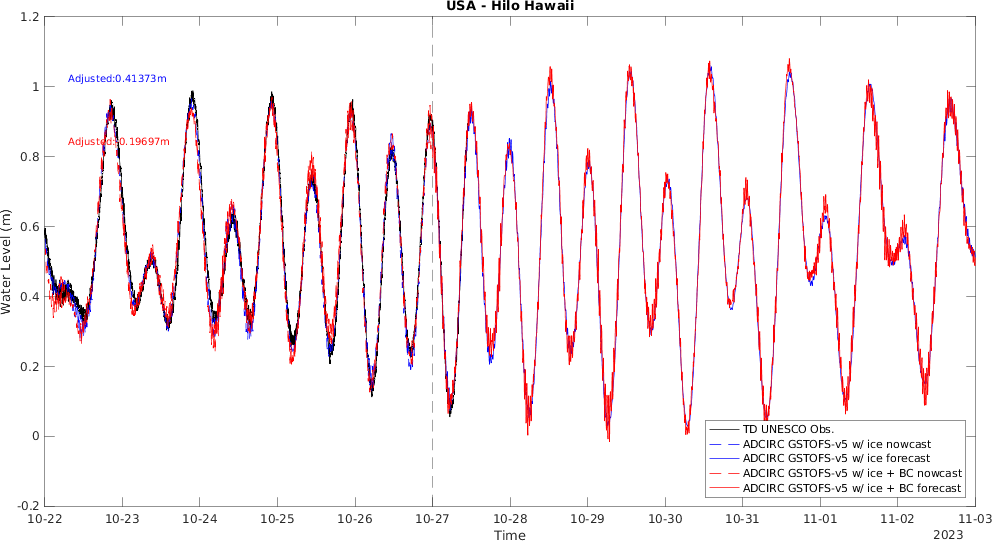 USA - Hilo Hawaii
1.2
1
0.8
0.6
0.4
0.2
0
-0.2
Water Level (m)
Adjusted:0.41373m
Adjusted:0.19697m
TD UNESCO Obs.
ADCIRC GSTOFS-v5 w/ ice nowcast
ADCIRC GSTOFS-v5 w/ ice forecast
ADCIRC GSTOFS-v5 w/ ice + BC nowcast
ADCIRC GSTOFS-v5 w/ ice + BC forecast
10-22 10-23 10-24 10-25 10-26 10-27 10-28 10-29 10-30 10-31 11-01 11-02 11-03
Time
2023